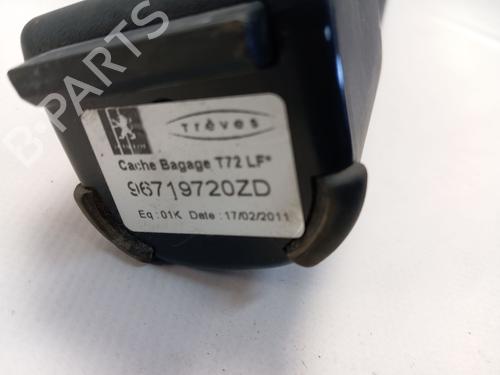 B-PARTS
Trèves
Cache Bagage T72 LF*
96719720ZD
Eq :01K Date : 17/02/2011